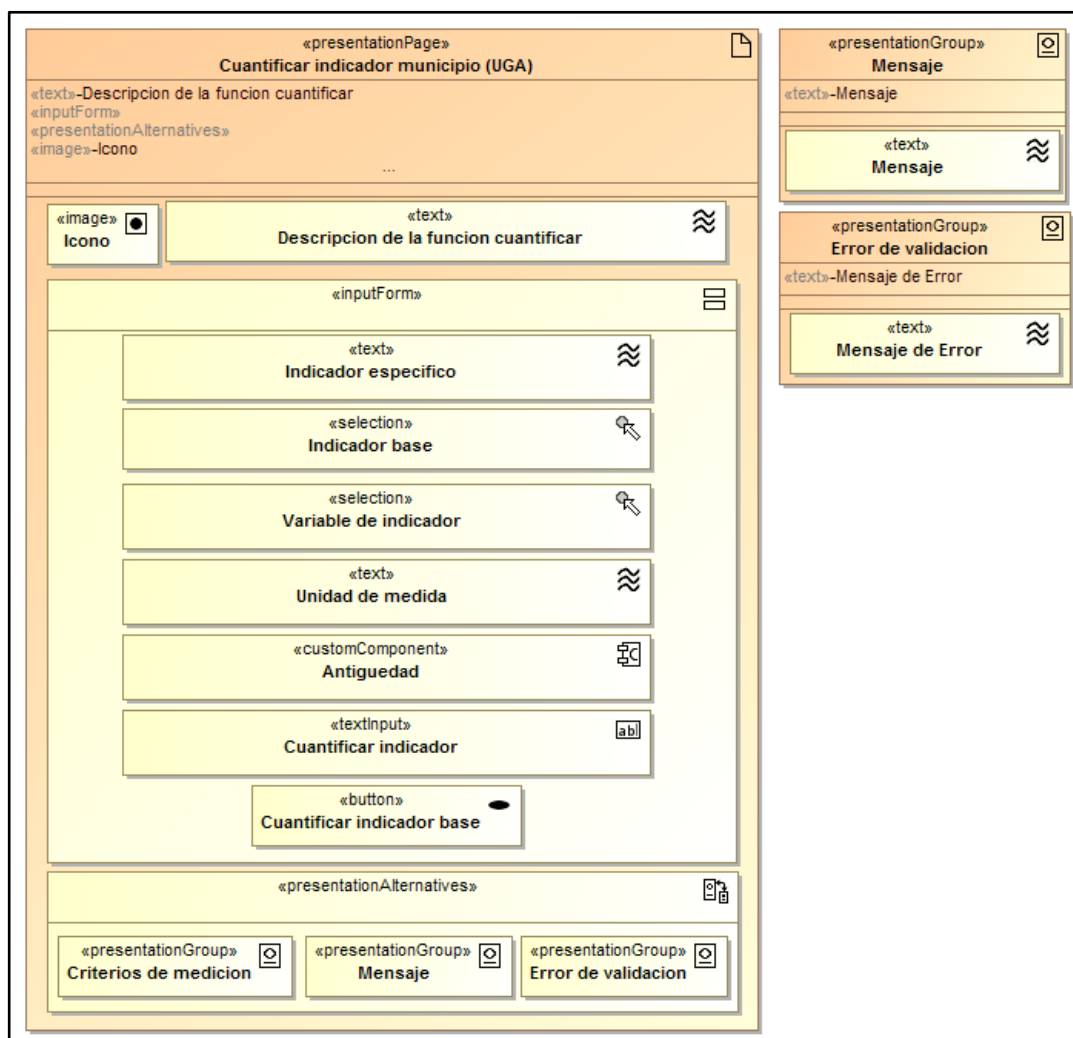 «presentationPage»
Cuantificar indicador municipio (UGA)
«text»-Descripcion de la funcion cuantificar
«inputForm»
«presentationAlternatives»
«image»-Icono
...
«image»
Icono
«text»
Descripcion de la funcion cuantificar
«inputForm»
«text»
Indicador especifico
«selection»
Indicador base
«selection»
Variable de indicador
«text»
Unidad de medida
«customComponent»
Antiguedad
«textInput»
Cuantificar indicador
ab|
«button»
Cuantificar indicador base
«presentationAlternatives»
«presentationGroup»
Criterios de medicion
«presentationGroup»
Mensaje
«presentationGroup»
Error de validacion
«presentationGroup»
Mensaje
«text»-Mensaje
«text»
Mensaje
«presentationGroup»
Error de validacion
«text»-Mensaje de Error
«text»
Mensaje de Error